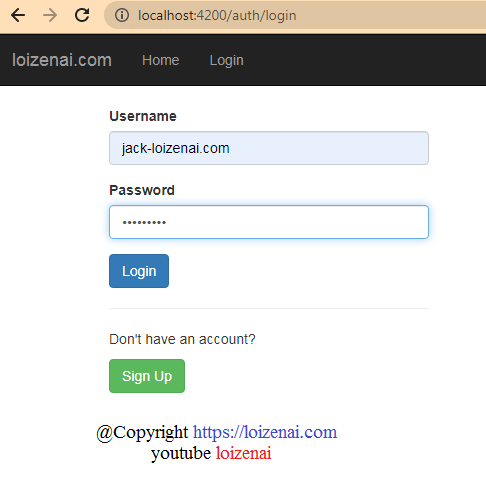 localhost:4200/auth/login
loizenai.com Home Login
Username
jack-loizenai.com
Password
•••••••••
Login
Don't have an account?
Sign Up
@Copyright https://loizenai.com
youtube loizenai